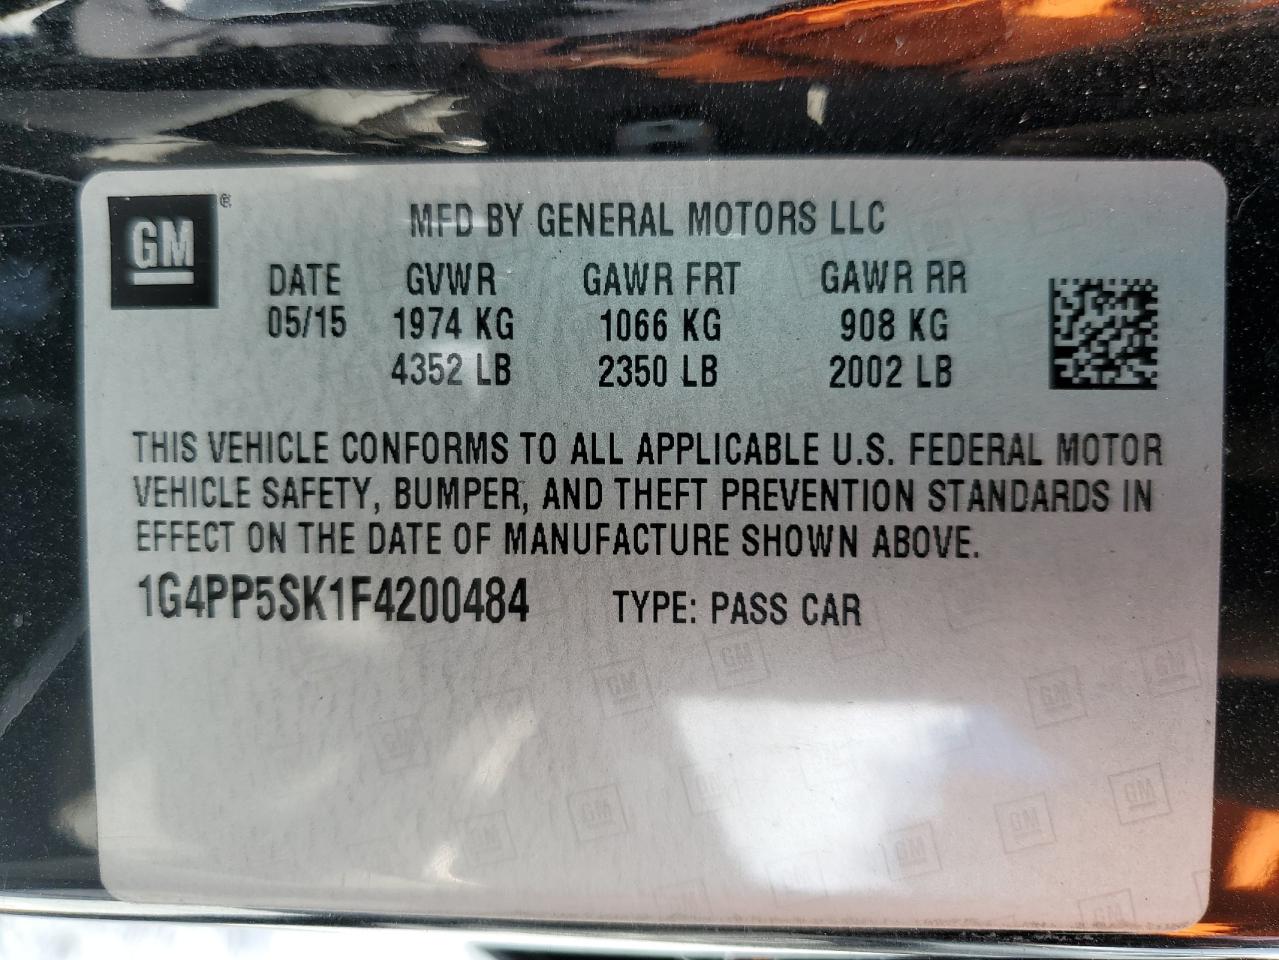 GM ®
MFD BY GENERAL MOTORS LLC
DATE GVWR GAWR FRT GAWR RR
05/15 1974 KG 1066 KG 908 KG
4352 LB 2350 LB 2002 LB
THIS VEHICLE CONFORMS TO ALL APPLICABLE U.S. FEDERAL MOTOR
VEHICLE SAFETY, BUMPER, AND THEFT PREVENTION STANDARDS IN
EFFECT ON THE DATE OF MANUFACTURE SHOWN ABOVE.
1G4PP5SK1F4200484 TYPE: PASS CAR